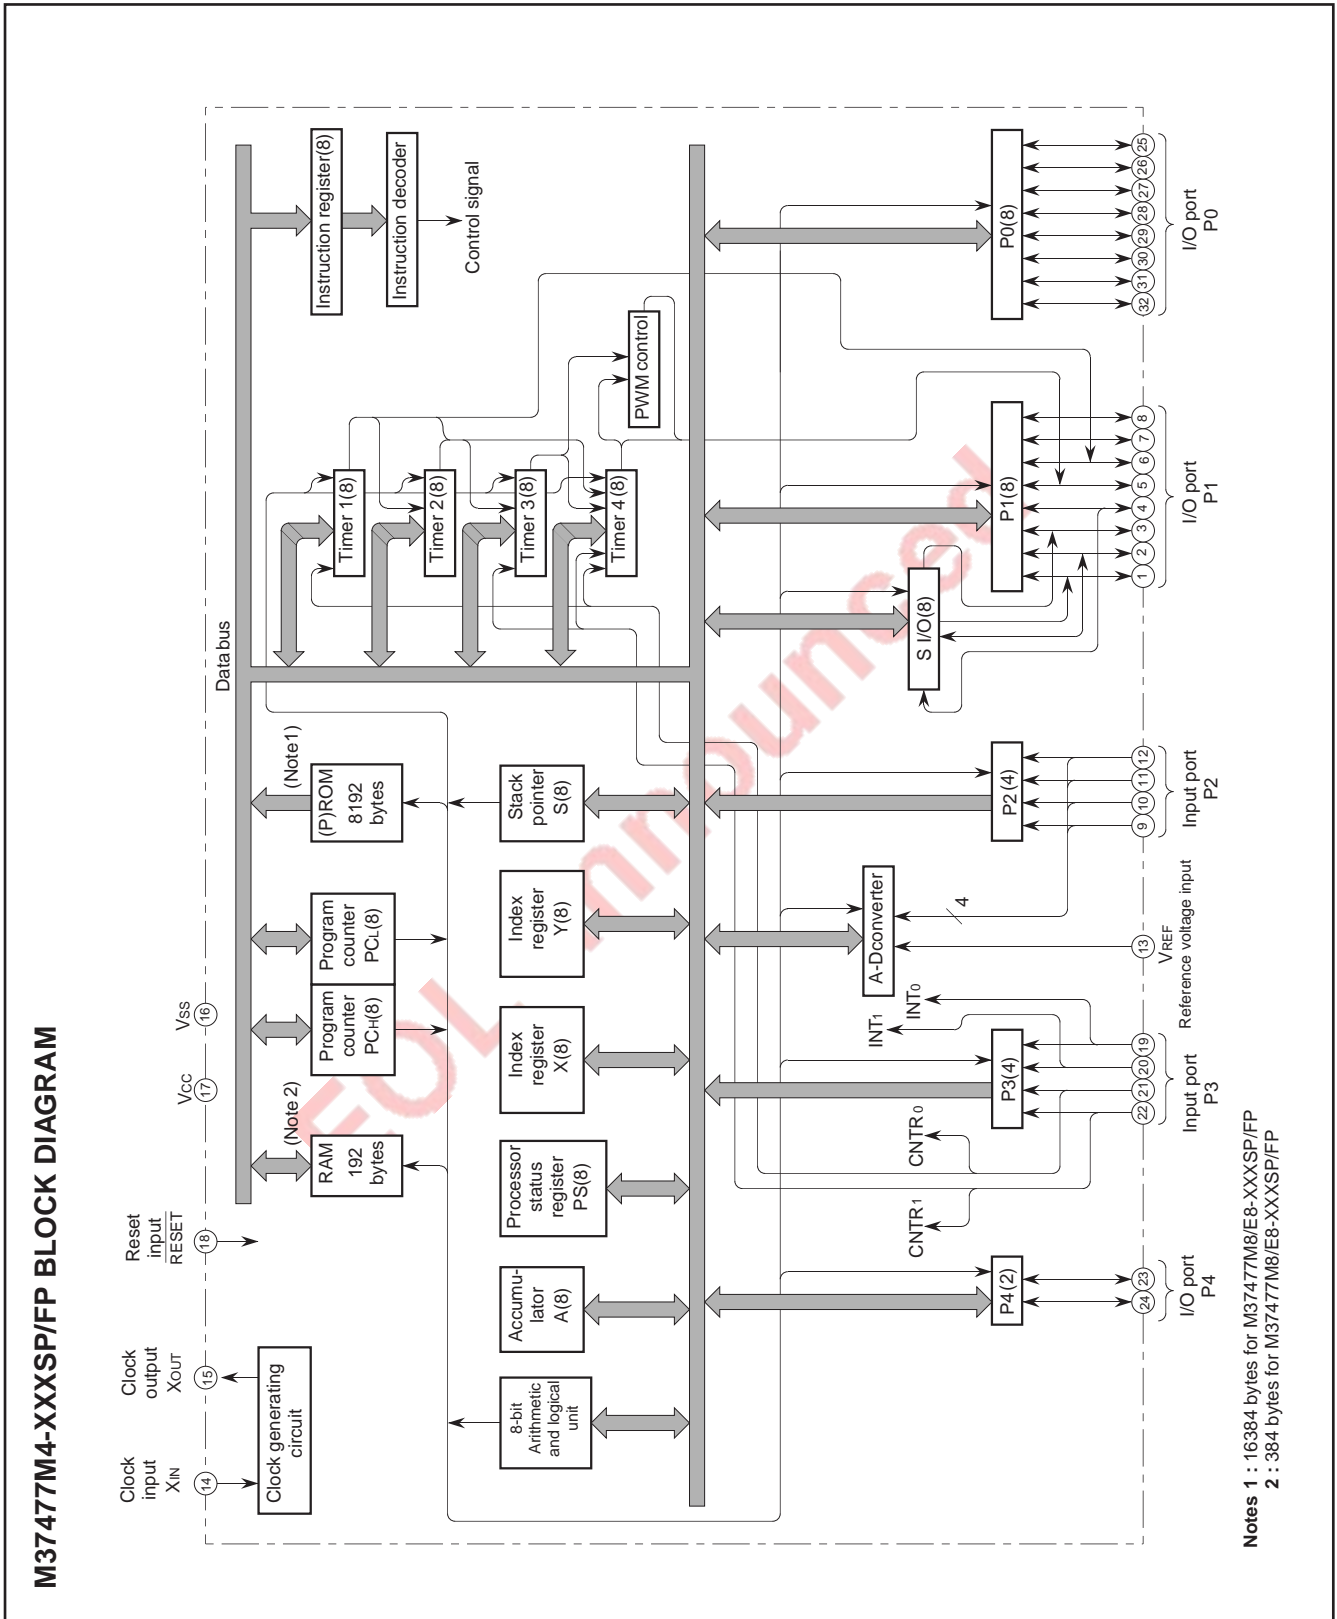 M37477M4-XXXSP/FP BLOCK DIAGRAM
Clock
input
XIN
14
Clock
output
XOUT
15
Reset
input
RESET
18
VCC
17
VSS
16
Clock generating
circuit
Data bus
RAM
192
bytes
(Note 2)
Program
counter
PCH(8)
Program
counter
PCL(8)
(P)ROM
8192
bytes
(Note1)
Instruction register(8)
Instruction decoder
Control signal
Timer 1(8)
Timer 2(8)
Timer 3(8)
Timer 4(8)
PWM control
8-bit
Arithmetic
and logical
unit
Accumu-
lator
A(8)
Processor
status
register
PS(8)
Index
register
X(8)
Index
register
Y(8)
Stack
pointer
S(8)
EOL announced
CNTR1
CNTR0
INT1
INT0
A-Dconverter
4
S I/O(8)
P4(2)
P3(4)
P2(4)
P1(8)
P0(8)
24 23
I/O port
P4
22 21 20 19
Input port
P3
13
VREF
Reference voltage input
9 10 11 12
Input port
P2
1 2 3 4 5 6 7 8
I/O port
P1
32 31 30 29 28 27 26 25
I/O port
P0
Notes 1 : 16384 bytes for M37477M8/E8-XXXSP/FP
2 : 384 bytes for M37477M8/E8-XXXSP/FP